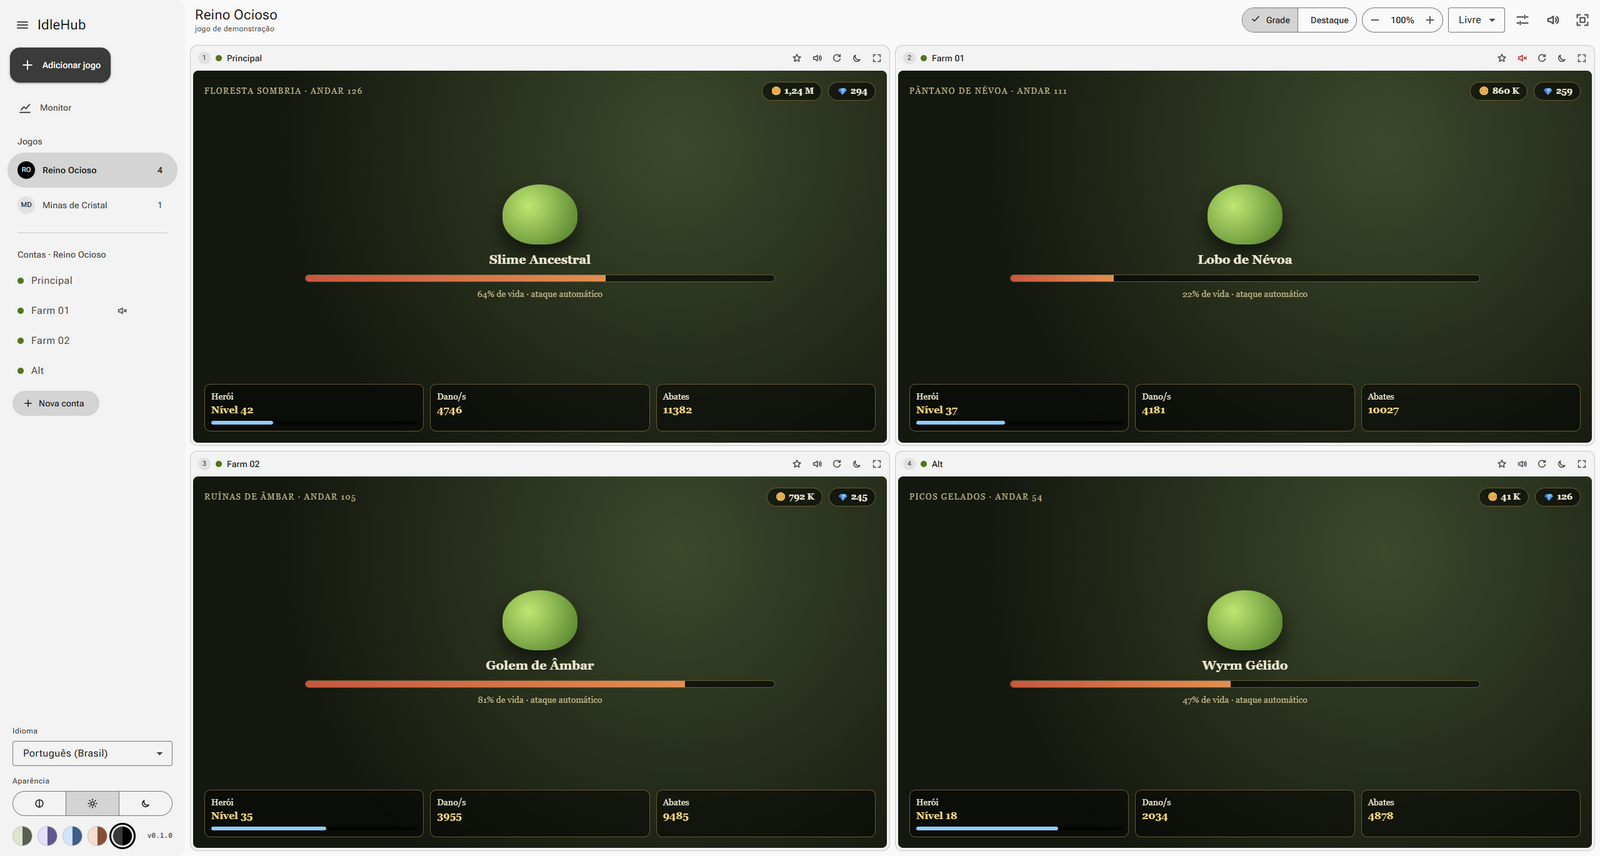 IdleHub
Adicionar jogo
Monitor
Jogos
RO Reino Ocioso 4
MD Minas de Cristal 1
Contas · Reino Ocioso
Principal
Farm 01
Farm 02
Alt
Nova conta
Idioma
Português (Brasil)
Aparência
v0.1.0
Reino Ocioso
jogo de demonstração
Grade Destaque 100% Livre
1 Principal
FLORESTA SOMBRIA · ANDAR 126 1,24 M 294
Slime Ancestral
64% de vida · ataque automático
Herói Dano/s Abates
Nível 42 4746 11382
2 Farm 01
PÂNTANO DE NÉVOA · ANDAR 111 860 K 259
Lobo de Névoa
22% de vida · ataque automático
Herói Dano/s Abates
Nível 37 4181 10027
3 Farm 02
RUÍNAS DE ÂMBAR · ANDAR 105 792 K 245
Golem de Âmbar
81% de vida · ataque automático
Herói Dano/s Abates
Nível 35 3955 9485
4 Alt
PICOS GELADOS · ANDAR 54 41 K 126
Wyrm Gélido
47% de vida · ataque automático
Herói Dano/s Abates
Nível 18 2034 4878